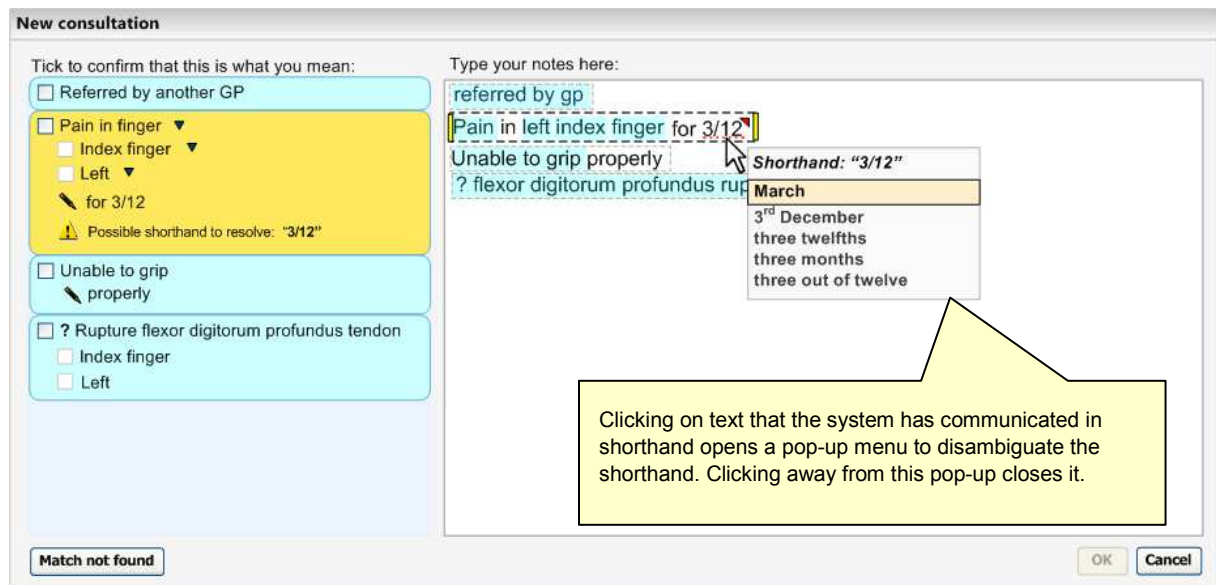 New consultation
Tick to confirm that this is what you mean:
Referred by another GP
Pain in finger
Index finger
Left
for 3/12
Possible shorthand to resolve: "3/12"
Unable to grip
properly
? Rupture flexor digitorum profundus tendon
Index finger
Left
Match not found
Type your notes here:
referred by gp
Pain in left index finger for 3/12
Unable to grip properly
? flexor digitorum profundus rup
Shorthand: “3/12”
March
3rd December
three twelfths
three months
three out of twelve
Clicking on text that the system has communicated in
shorthand opens a pop-up menu to disambiguate the
shorthand. Clicking away from this pop-up closes it.
OK
Cancel